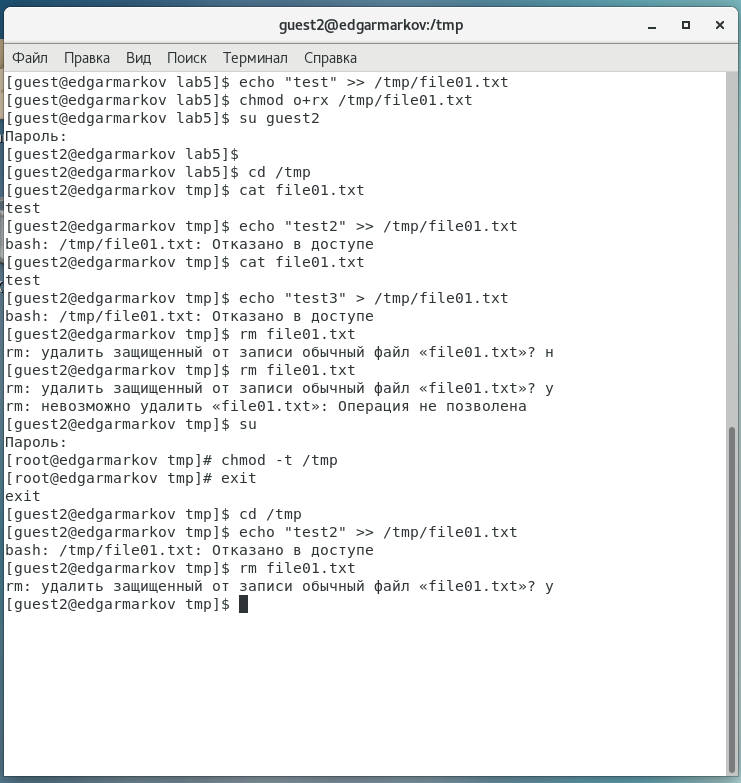 guest2@edgarmarkov:/tmp
Файл Правка Вид Поиск Терминал Справка
[guest@edgarmarkov lab5]$ echo "test" >> /tmp/file01.txt
[guest@edgarmarkov lab5]$ chmod o+rx /tmp/file01.txt
[guest@edgarmarkov lab5]$ su guest2
Пароль:
[guest2@edgarmarkov lab5]$
[guest2@edgarmarkov lab5]$ cd /tmp
[guest2@edgarmarkov tmp]$ cat file01.txt
test
[guest2@edgarmarkov tmp]$ echo "test2" >> /tmp/file01.txt
bash: /tmp/file01.txt: Отказано в доступе
[guest2@edgarmarkov tmp]$ cat file01.txt
test
[guest2@edgarmarkov tmp]$ echo "test3" > /tmp/file01.txt
bash: /tmp/file01.txt: Отказано в доступе
[guest2@edgarmarkov tmp]$ rm file01.txt
rm: удалить защищенный от записи обычный файл «file01.txt»? н
[guest2@edgarmarkov tmp]$ rm file01.txt
rm: удалить защищенный от записи обычный файл «file01.txt»? y
rm: невозможно удалить «file01.txt»: Операция не позволена
[guest2@edgarmarkov tmp]$ su
Пароль:
[root@edgarmarkov tmp]# chmod -t /tmp
[root@edgarmarkov tmp]# exit
exit
[guest2@edgarmarkov tmp]$ cd /tmp
[guest2@edgarmarkov tmp]$ echo "test2" >> /tmp/file01.txt
bash: /tmp/file01.txt: Отказано в доступе
[guest2@edgarmarkov tmp]$ rm file01.txt
rm: удалить защищенный от записи обычный файл «file01.txt»? y
[guest2@edgarmarkov tmp]$